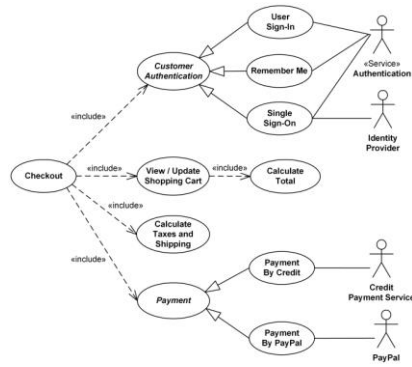 User
Sign-In
Customer
Authentication
Remember Me
«Service»
Authentication
Single
Sign-On
Identity
Provider
«include»
Checkout
«include»
View / Update
Shopping Cart
«include»
Calculate
Total
«include»
Calculate
Taxes and
Shipping
«include»
Payment
Payment
By Credit
Credit
Payment Service
Payment
By PayPal
PayPal